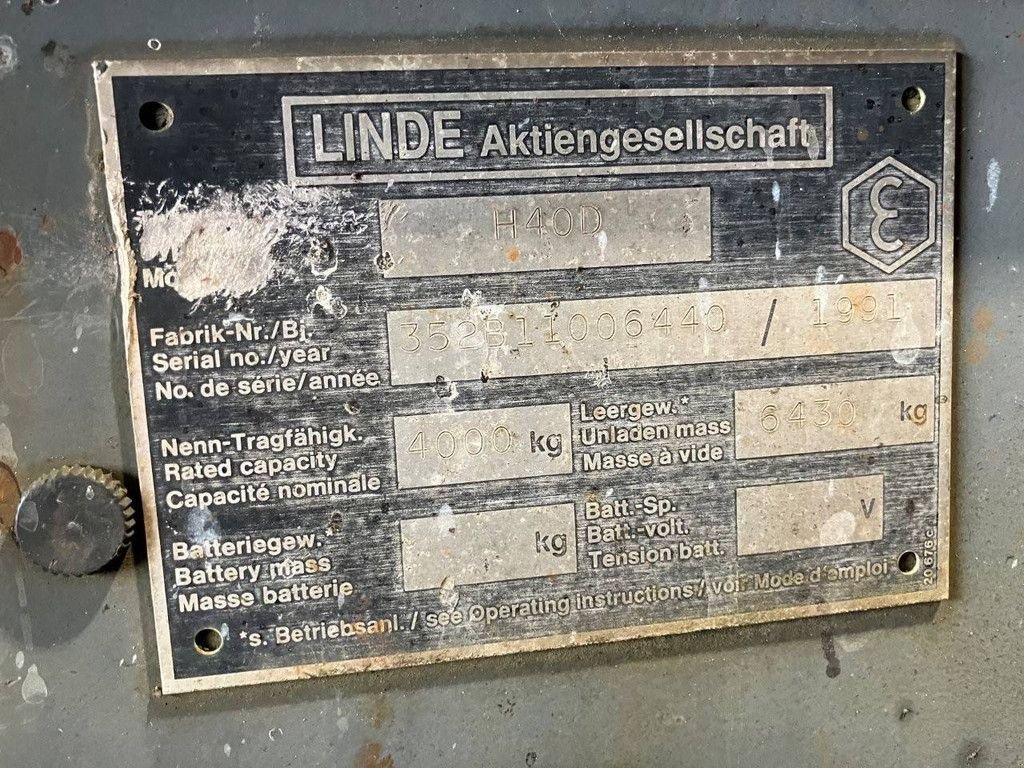 LINDE Aktiengesellschaft
H40D
Fabrik-Nr./Bj. 352B11006440 / 1991
Serial no./year
No. de série/année
Nenn-Tragfähigk.
Rated capacity 4000 kg
Capacité nominale
Leergew.*
Unladen mass 6430 kg
Masse à vide
Batteriegew.*
Battery mass kg
Masse batterie
Batt.-Sp.
Batt.-volt. V
Tension batt.
*s. Betriebsanl. / see Operating instructions / voir Mode d'emploi